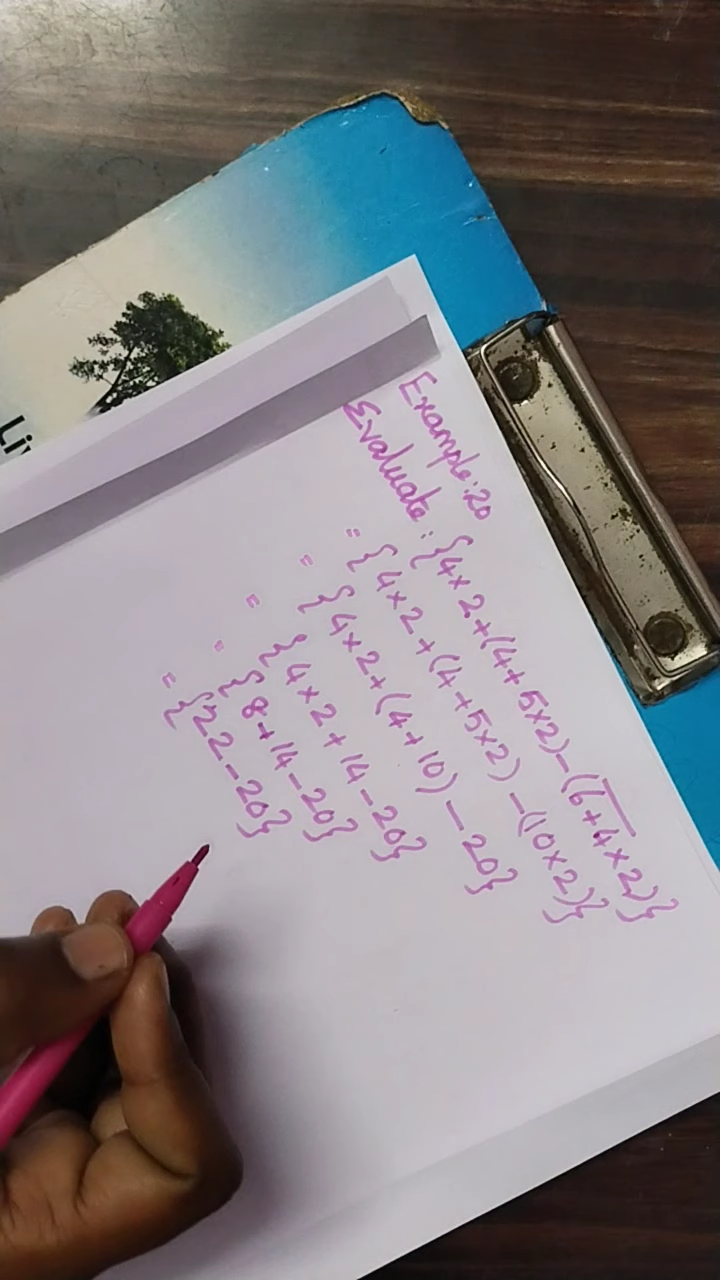 Example:20
Evaluate : {4×2+(4+5×2)-(6̅+̅4̅×2)}
= {4×2+(4+5×2)-(10×2)}
= {4×2+(4+10)-20}
= {4×2+14-20}
= {8+14-20}
= {22-20}